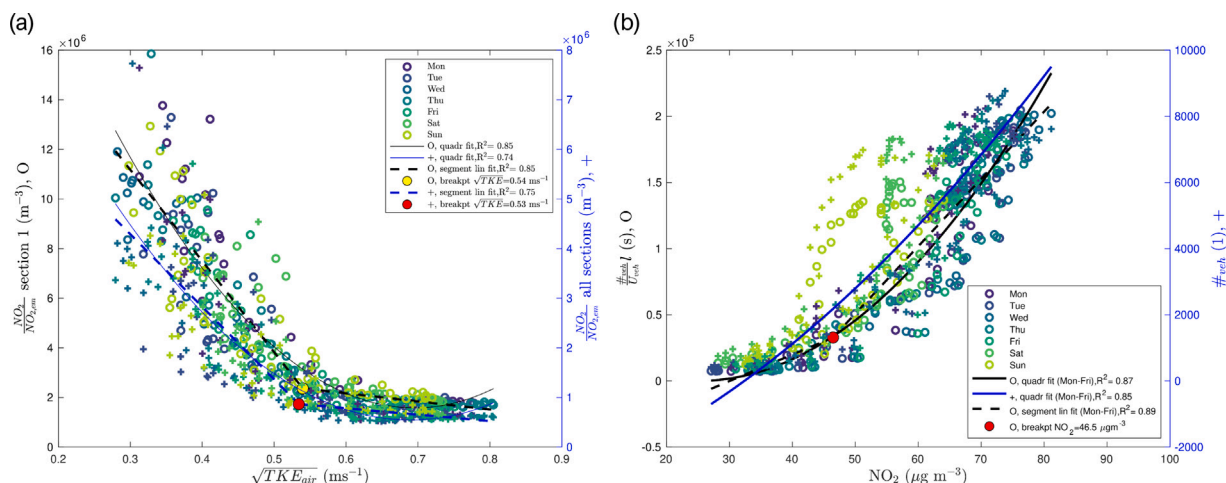 (a)
×10⁶
×10⁶
16
14
12
10
8
6
4
2
0
8
7
6
5
4
3
2
1
0
0.2
0.3
0.4
0.5
0.6
0.7
0.8
0.9
NO₂/NO₂,em section 1 (m⁻³), O
NO₂/NO₂,em all sections (m⁻³), +
√TKE_air (ms⁻¹)
Mon
Tue
Wed
Thu
Fri
Sat
Sun
O, quadr fit,R²= 0.85
+, quadr fit,R²= 0.74
O, segment lin fit,R²= 0.85
O, breakpt √TKE=0.54 ms⁻¹
+, segment lin fit,R²= 0.75
+, breakpt √TKE=0.53 ms⁻¹
(b)
×10⁵
2.5
2
1.5
1
0.5
0
-0.5
10000
8000
6000
4000
2000
0
-2000
20
30
40
50
60
70
80
90
100
#veh/Uveh l (s), O
#veh (1), +
NO₂ (μg m⁻³)
Mon
Tue
Wed
Thu
Fri
Sat
Sun
O, quadr fit (Mon-Fri),R²= 0.87
+, quadr fit (Mon-Fri),R²= 0.85
O, segment lin fit (Mon-Fri),R²= 0.89
O, breakpt NO₂=46.5 μgm⁻³